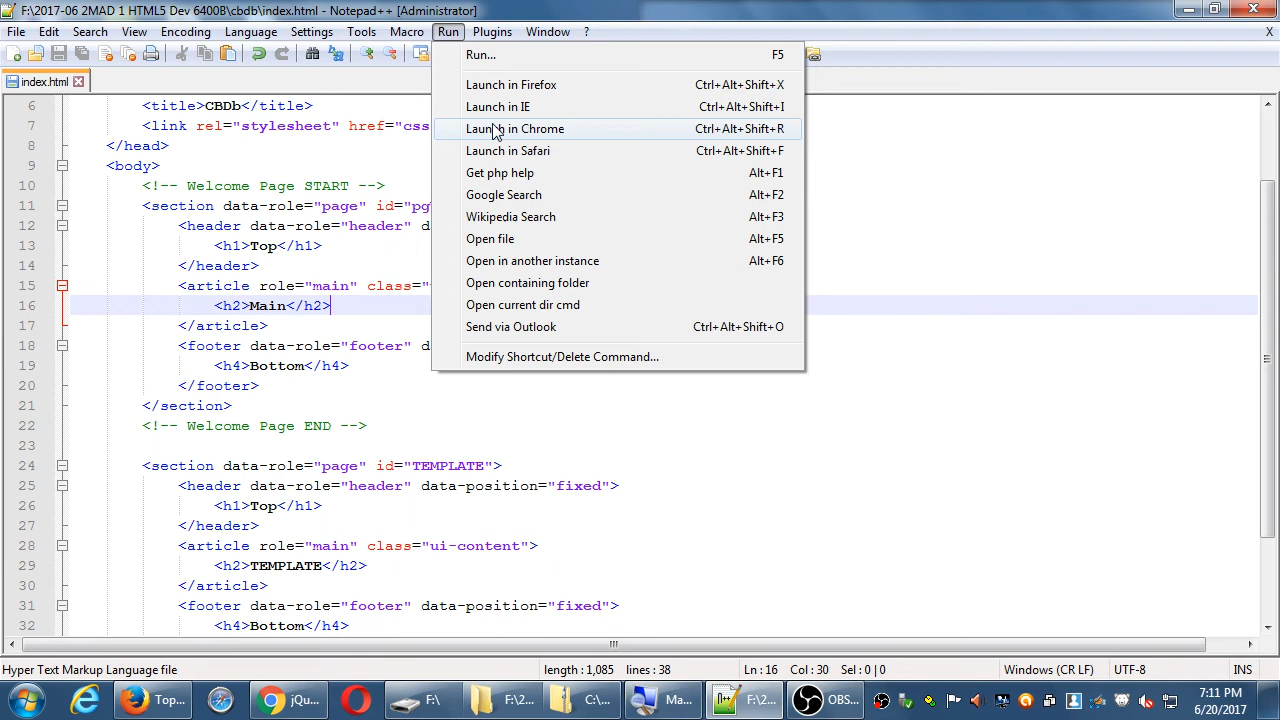 F:\2017-06 2MAD 1 HTML5 Dev 6400B\cbdb\index.html - Notepad++ [Administrator]
File Edit Search View Encoding Language Settings Tools Macro Run Plugins Window ? X
index.html
Run... F5
Launch in Firefox Ctrl+Alt+Shift+X
Launch in IE Ctrl+Alt+Shift+I
Launch in Chrome Ctrl+Alt+Shift+R
Launch in Safari Ctrl+Alt+Shift+F
Get php help Alt+F1
Google Search Alt+F2
Wikipedia Search Alt+F3
Open file Alt+F5
Open in another instance Alt+F6
Open containing folder
Open current dir cmd
Send via Outlook Ctrl+Alt+Shift+O
Modify Shortcut/Delete Command...
6 <title>CBDb</title>
7 <link rel="stylesheet" href="css
8 </head>
9 <body>
10 <!-- Welcome Page START -->
11 <section data-role="page" id="pg
12 <header data-role="header" d
13 <h1>Top</h1>
14 </header>
15 <article role="main" class="
16 <h2>Main</h2>
17 </article>
18 <footer data-role="footer" d
19 <h4>Bottom</h4>
20 </footer>
21 </section>
22 <!-- Welcome Page END -->
23
24 <section data-role="page" id="TEMPLATE">
25 <header data-role="header" data-position="fixed">
26 <h1>Top</h1>
27 </header>
28 <article role="main" class="ui-content">
29 <h2>TEMPLATE</h2>
30 </article>
31 <footer data-role="footer" data-position="fixed">
32 <h4>Bottom</h4>
Hyper Text Markup Language file length : 1,085 lines : 38 Ln : 16 Col : 30 Sel : 0 | 0 Windows (CR LF) UTF-8 INS
Top... jQu... F:\ F:\2... C:\... Ma... F:\2... OBS... 7:11 PM
6/20/2017